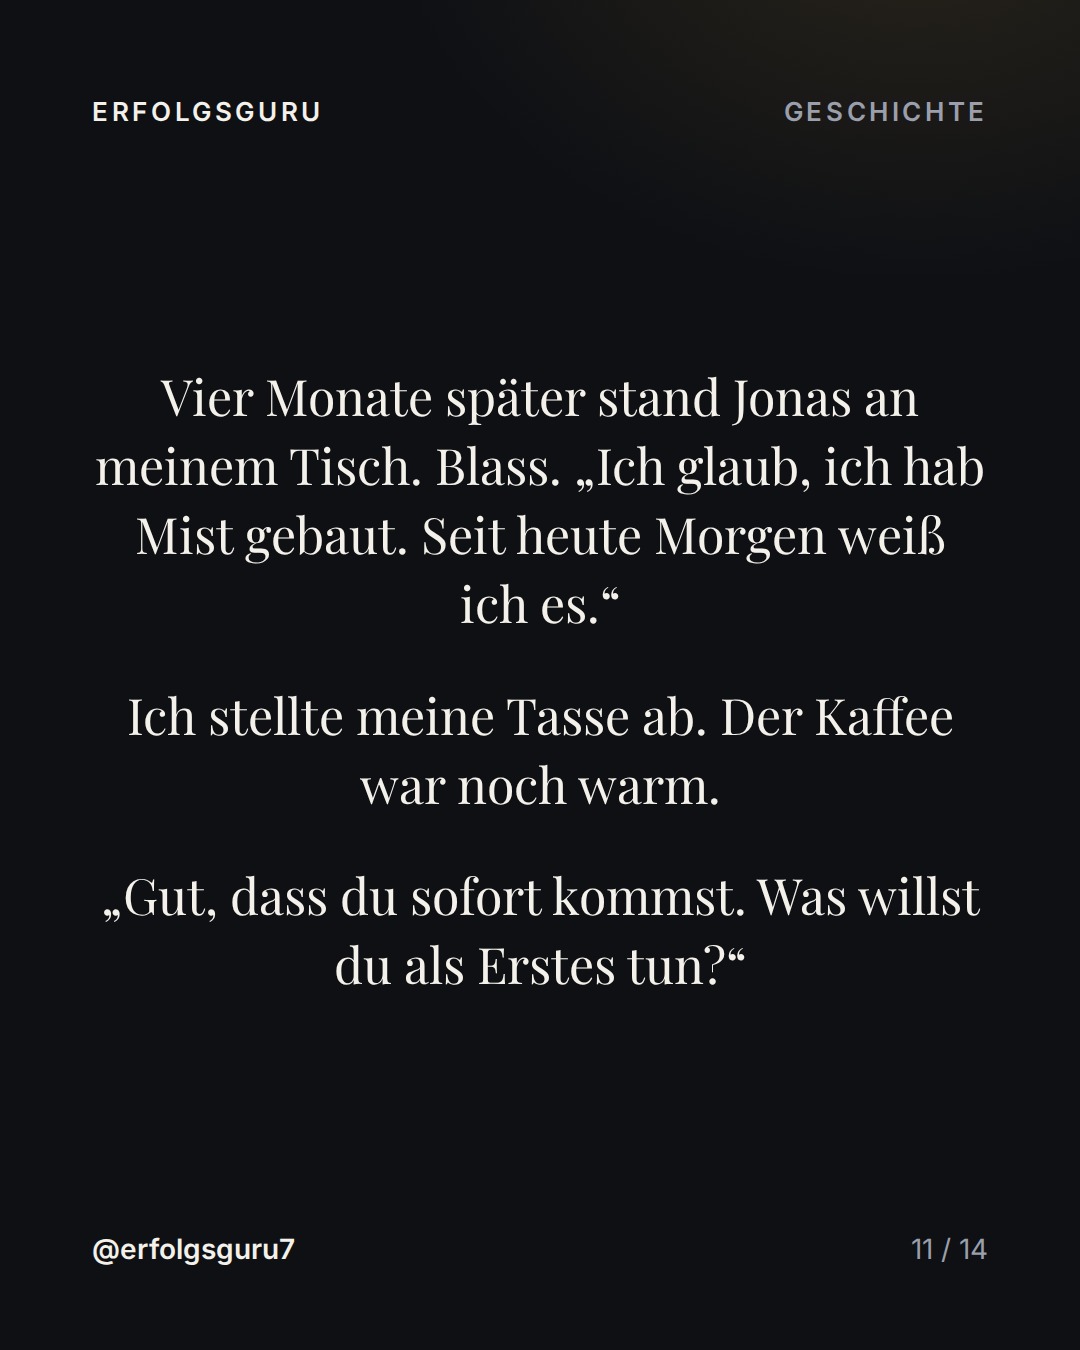 ERFOLGSGURU
GESCHICHTE
Vier Monate später stand Jonas an
meinem Tisch. Blass. „Ich glaub, ich hab
Mist gebaut. Seit heute Morgen weiß
ich es.“
Ich stellte meine Tasse ab. Der Kaffee
war noch warm.
„Gut, dass du sofort kommst. Was willst
du als Erstes tun?“
@erfolgsguru7
11 / 14